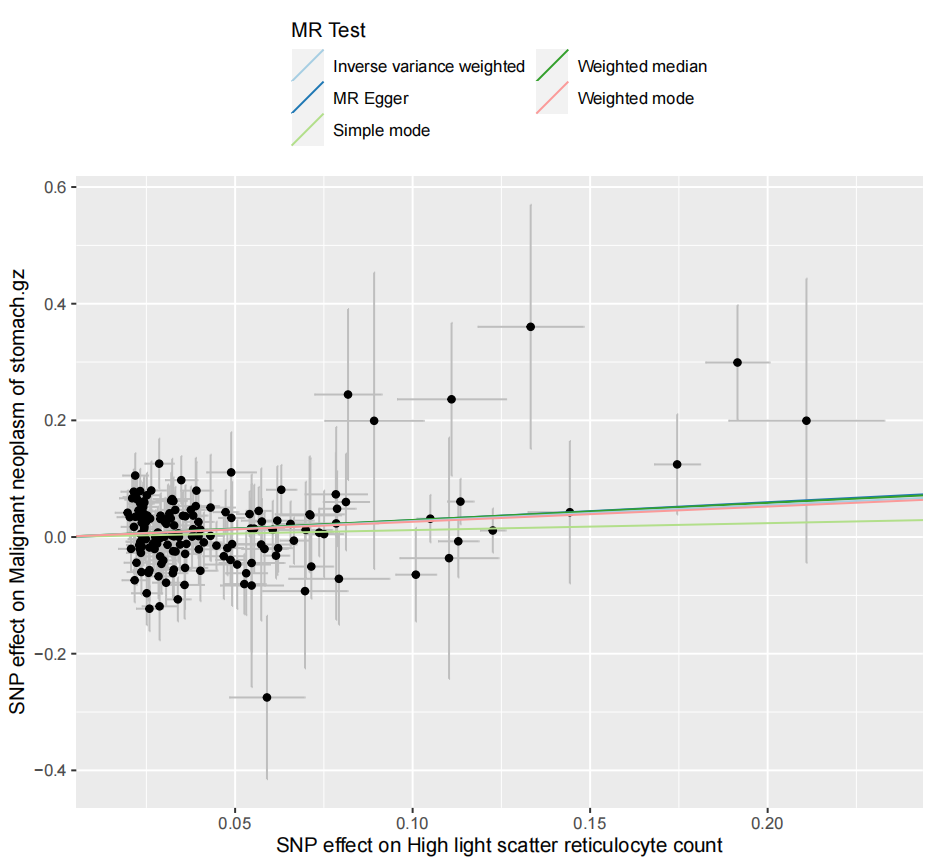 MR Test
Inverse variance weighted
Weighted median
MR Egger
Weighted mode
Simple mode
SNP effect on Malignant neoplasm of stomach.gz
0.6
0.4
0.2
0.0
−0.2
−0.4
0.05
0.10
0.15
0.20
SNP effect on High light scatter reticulocyte count